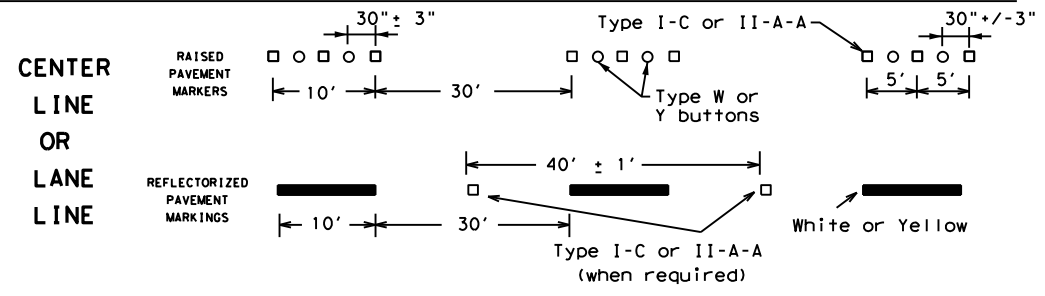 CENTER
LINE
OR
LANE
LINE
RAISED
PAVEMENT
MARKERS
30"± 3"
Type I-C or II-A-A
30"+/-3"
10'
30'
Type W or
Y buttons
5'
5'
REFLECTORIZED
PAVEMENT
MARKINGS
40' ± 1'
10'
30'
Type I-C or II-A-A
(when required)
White or Yellow